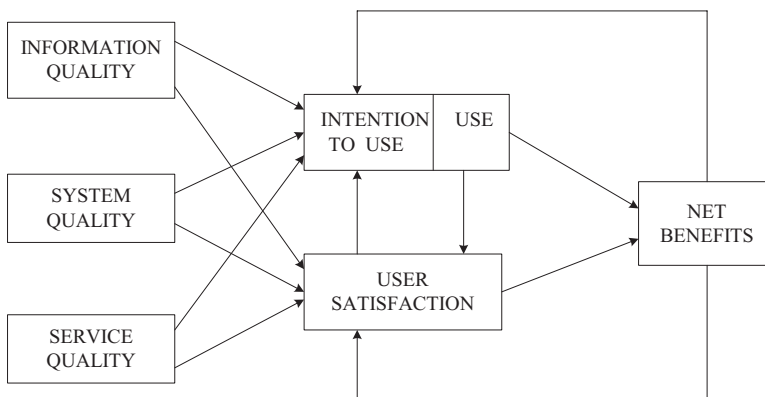 INFORMATION
QUALITY
INTENTION
TO USE
USE
SYSTEM
QUALITY
NET
BENEFITS
USER
SATISFACTION
SERVICE
QUALITY